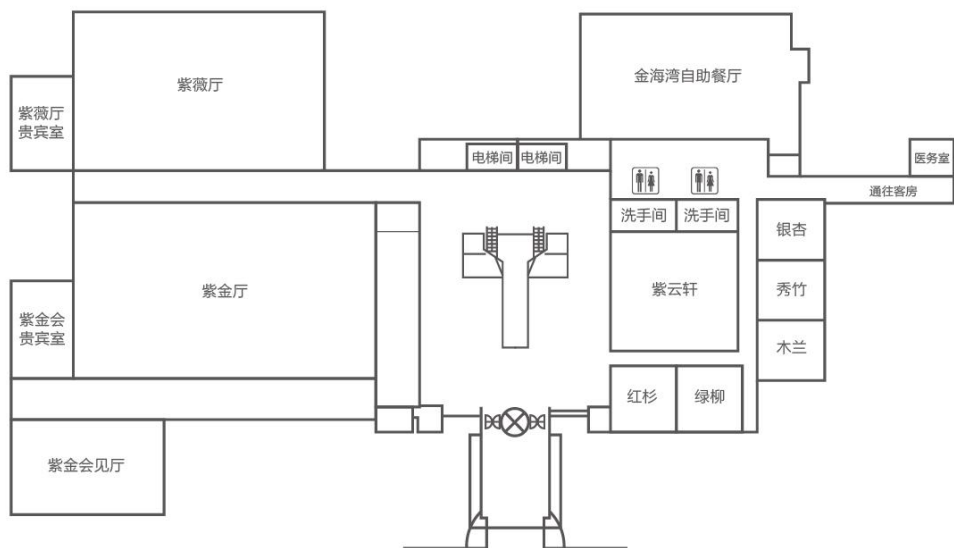 紫薇厅
金海湾自助餐厅
紫薇厅
贵宾室
电梯间
电梯间
医务室
通往客房
洗手间
洗手间
银杏
紫金厅
紫云轩
秀竹
紫金会
贵宾室
木兰
红杉
绿柳
紫金会见厅